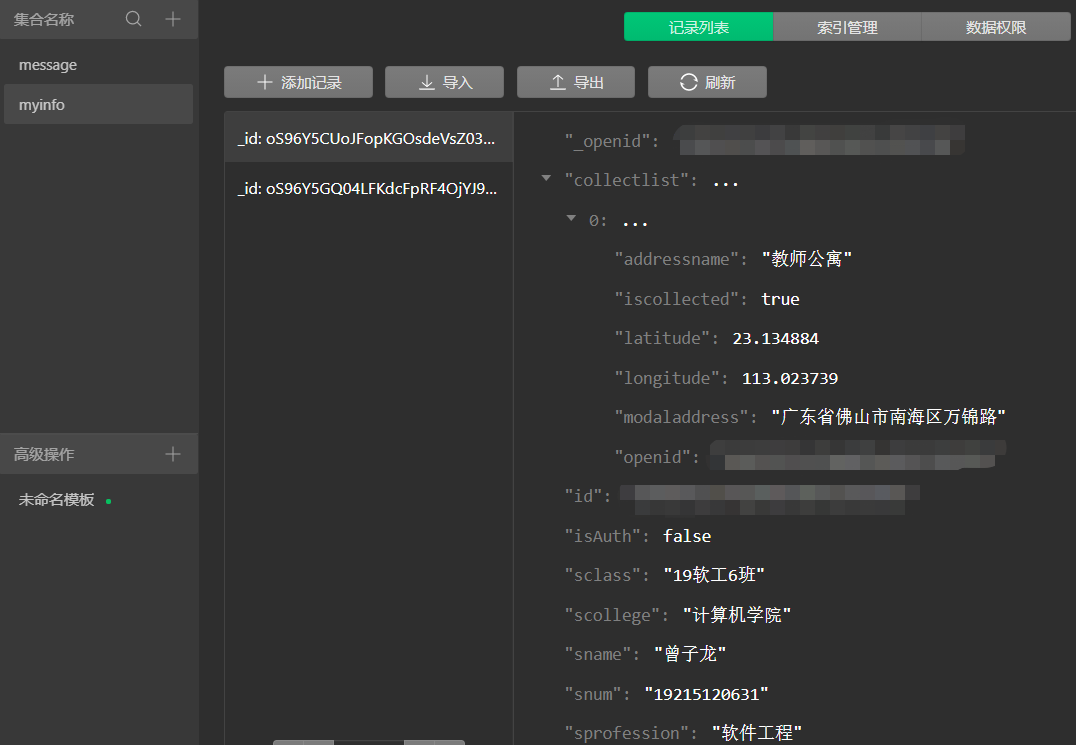 集合名称
message
myinfo
高级操作
未命名模板
记录列表 索引管理 数据权限
添加记录 导入 导出 刷新
_id: oS96Y5CUoJFopKGOsdeVsZ03...
_id: oS96Y5GQ04LFKdcFpRF4OjYJ9...
"_openid":
"collectlist": ...
0: ...
"addressname": "教师公寓"
"iscollected": true
"latitude": 23.134884
"longitude": 113.023739
"modaladdress": "广东省佛山市南海区万锦路"
"openid":
"id":
"isAuth": false
"sclass": "19软工6班"
"scollege": "计算机学院"
"sname": "曾子龙"
"snum": "19215120631"
"sprofession": "软件工程"